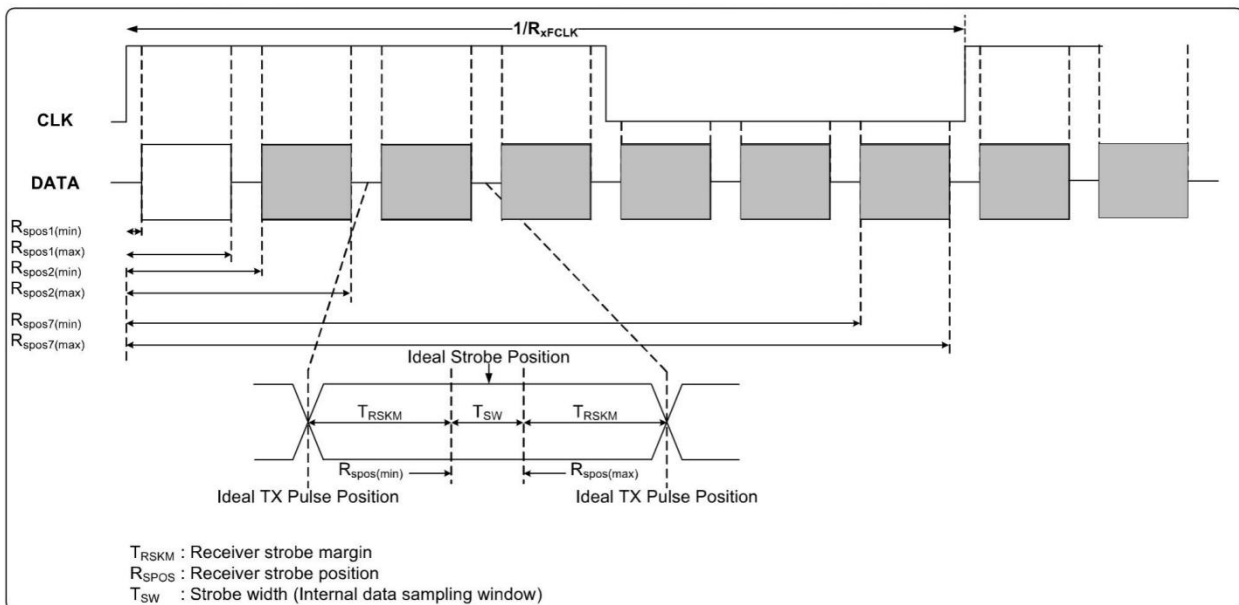 1/RxFCLK
CLK
DATA
Rspos1(min)
Rspos1(max)
Rspos2(min)
Rspos2(max)
Rspos7(min)
Rspos7(max)
Ideal Strobe Position
TRSKM TSW TRSKM
Rspos(min) Rspos(max)
Ideal TX Pulse Position Ideal TX Pulse Position
TRSKM : Receiver strobe margin
RSPOS : Receiver strobe position
TSW : Strobe width (Internal data sampling window)